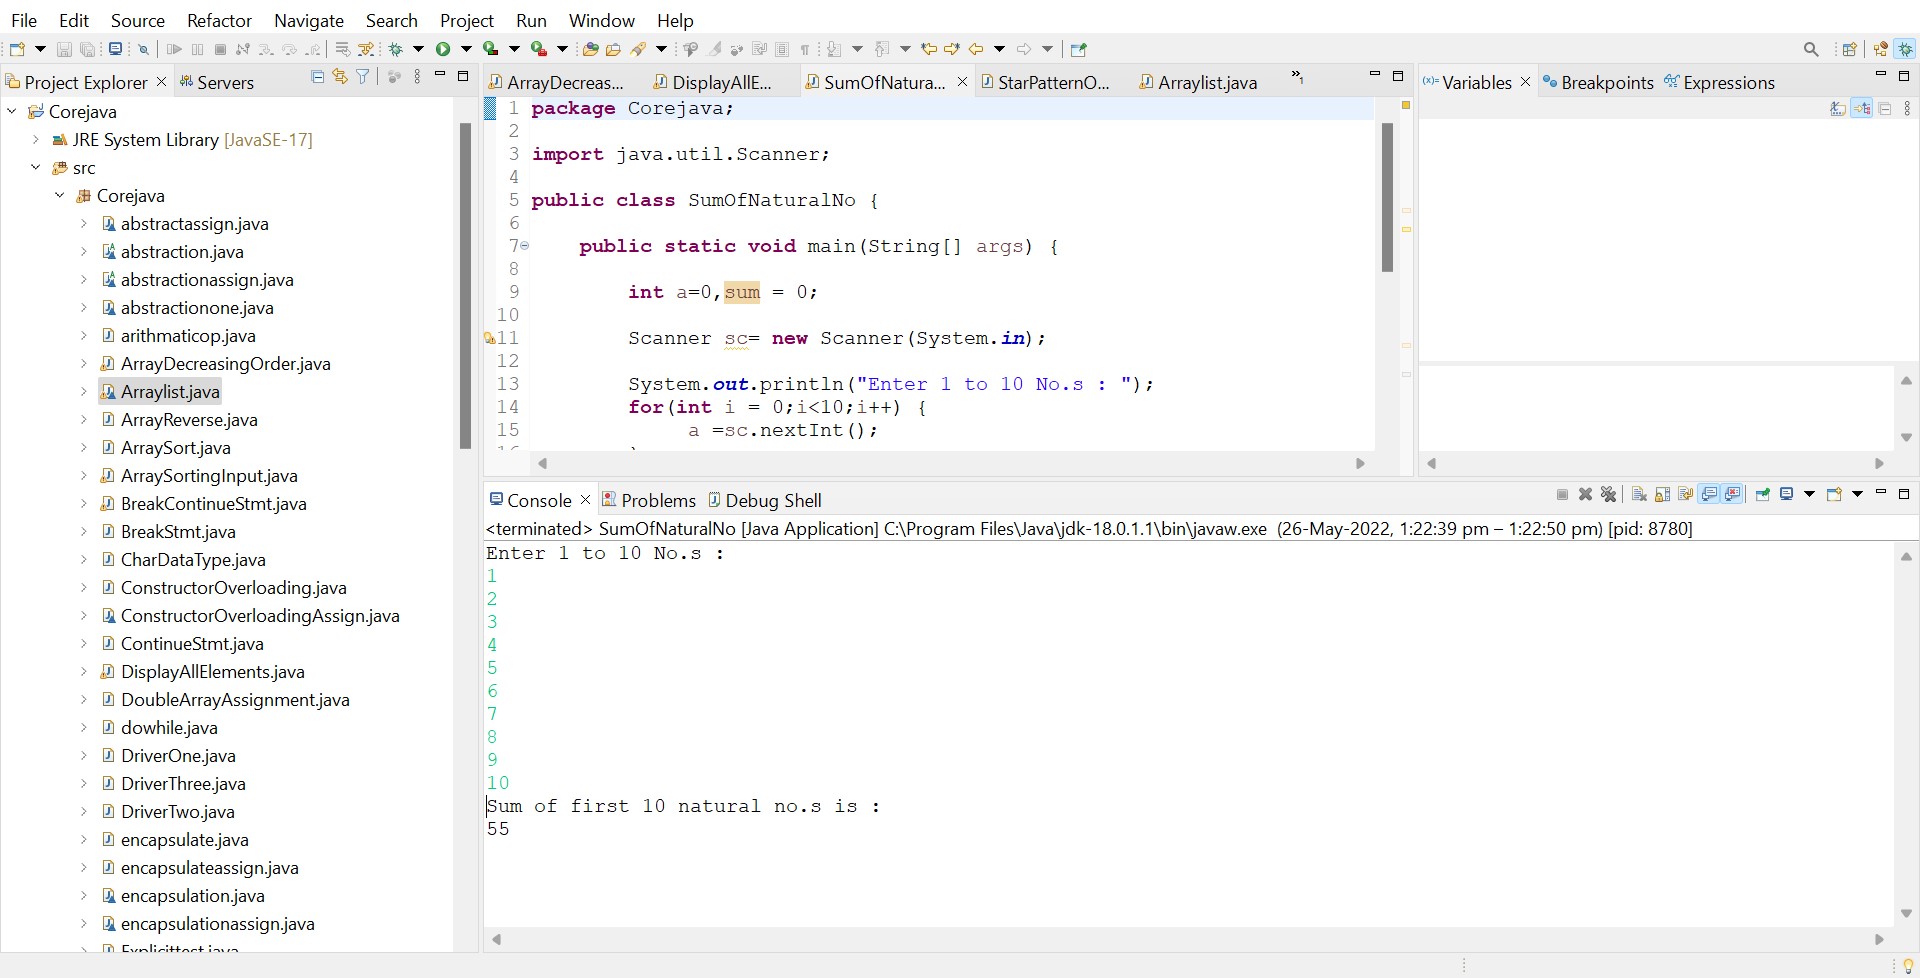 File Edit Source Refactor Navigate Search Project Run Window Help
Project Explorer Servers
Corejava
JRE System Library [JavaSE-17]
src
Corejava
abstractassign.java
abstraction.java
abstractionassign.java
abstractionone.java
arithmaticop.java
ArrayDecreasingOrder.java
Arraylist.java
ArrayReverse.java
ArraySort.java
ArraySortingInput.java
BreakContinueStmt.java
BreakStmt.java
CharDataType.java
ConstructorOverloading.java
ConstructorOverloadingAssign.java
ContinueStmt.java
DisplayAllElements.java
DoubleArrayAssignment.java
dowhile.java
DriverOne.java
DriverThree.java
DriverTwo.java
encapsulate.java
encapsulateassign.java
encapsulation.java
encapsulationassign.java
Explicittest.java
ArrayDecreas... DisplayAllE... SumOfNatura... StarPatternO... Arraylist.java »1
1 package Corejava;
2
3 import java.util.Scanner;
4
5 public class SumOfNaturalNo {
6
7 public static void main(String[] args) {
8
9 int a=0,sum = 0;
10
11 Scanner sc= new Scanner(System.in);
12
13 System.out.println("Enter 1 to 10 No.s : ");
14 for(int i = 0;i<10;i++) {
15 a =sc.nextInt();
(x)= Variables Breakpoints Expressions
Console Problems Debug Shell
<terminated> SumOfNaturalNo [Java Application] C:\Program Files\Java\jdk-18.0.1.1\bin\javaw.exe (26-May-2022, 1:22:39 pm – 1:22:50 pm) [pid: 8780]
Enter 1 to 10 No.s :
1
2
3
4
5
6
7
8
9
10
Sum of first 10 natural no.s is :
55